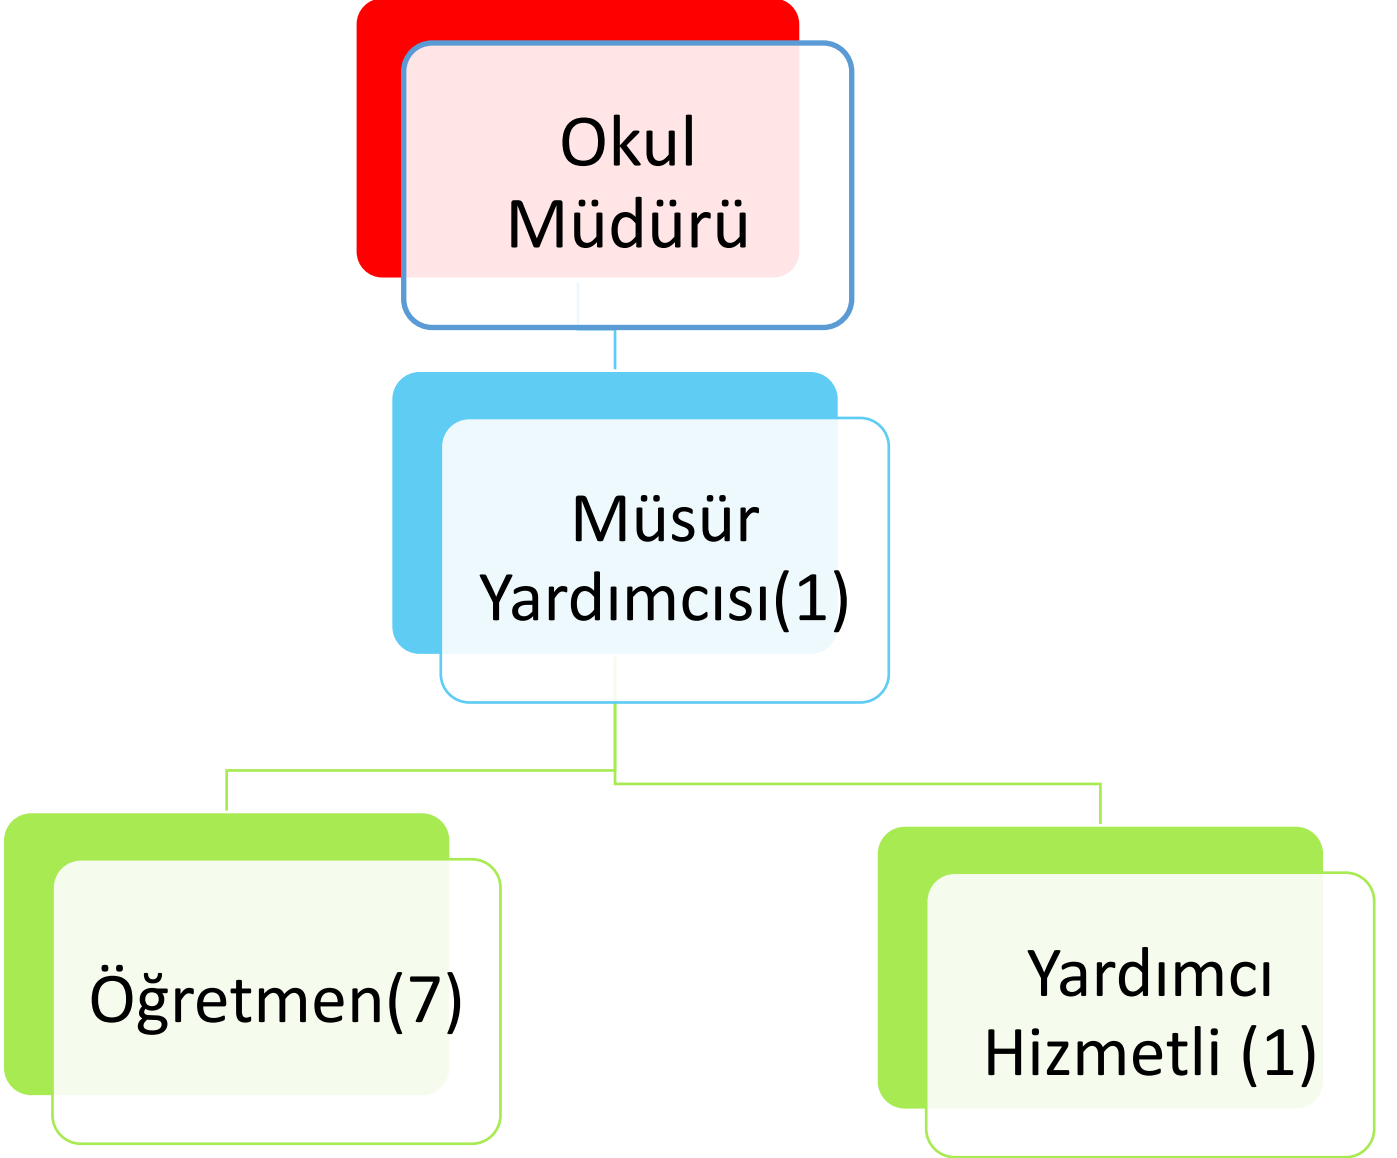 Okul
Müdürü
Müsür
Yardımcısı(1)
Öğretmen(7)
Yardımcı
Hizmetli (1)